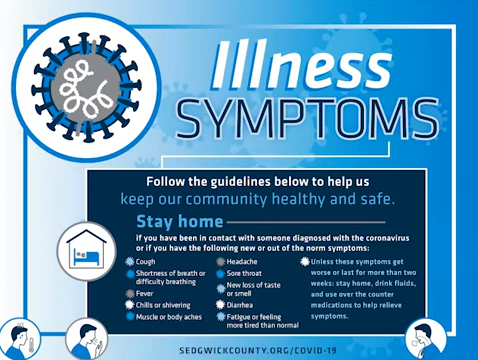 Illness
SYMPTOMS
Follow the guidelines below to help us
keep our community healthy and safe.
Stay home
if you have been in contact with someone diagnosed with the coronavirus
or if you have the following new or out of the norm symptoms:
Cough
Shortness of breath or
difficulty breathing
Fever
Chills or shivering
Muscle or body aches
Headache
Sore throat
New loss of taste
or smell
Diarrhea
Fatigue or feeling
more tired than normal
Unless these symptoms get
worse or last for more than two
weeks: stay home, drink fluids,
and use over the counter
medications to help relieve
symptoms.
SEDGWICKCOUNTY.ORG/COVID-19